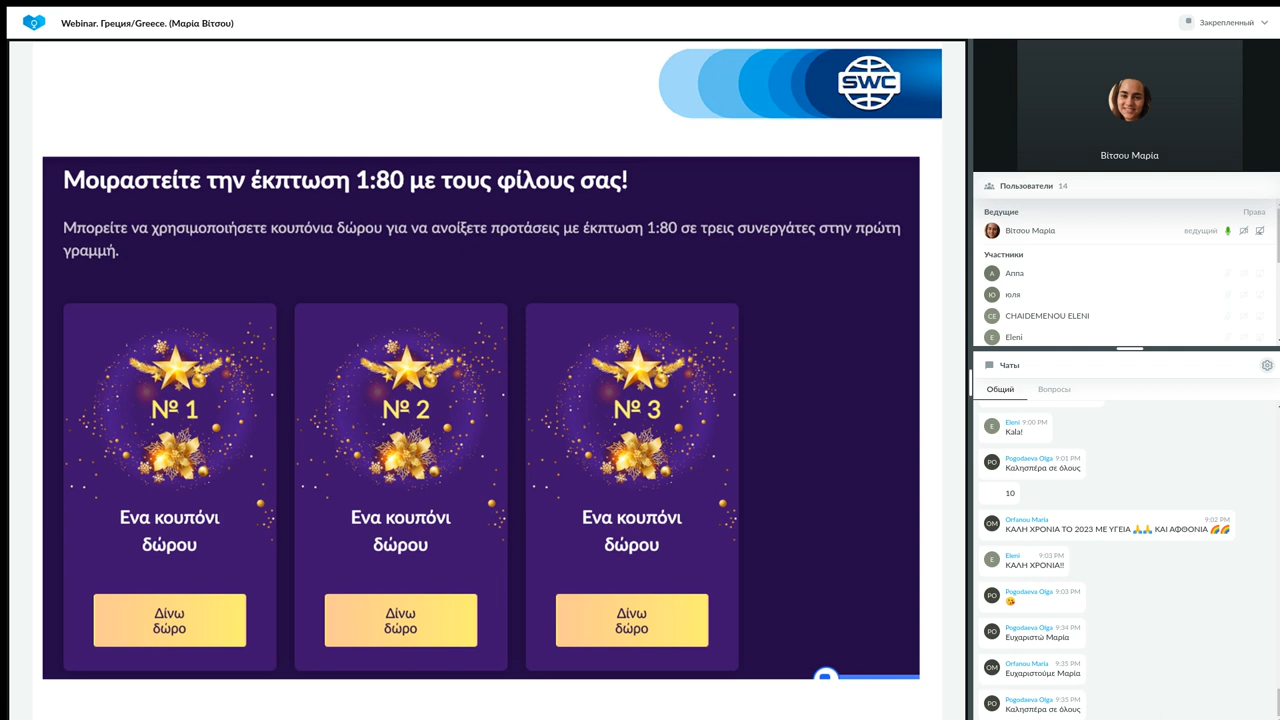 Webinar. Греция/Greece. (Μαρία Βίτσου)
Закрепленный
SWC
Μοιραστείτε την έκπτωση 1:80 με τους φίλους σας!
Μπορείτε να χρησιμοποιήσετε κουπόνια δώρου για να ανοίξετε προτάσεις με έκπτωση 1:80 σε τρεις συνεργάτες στην πρώτη
γραμμή.
№ 1
Ενα κουπόνι
δώρου
Δίνω
δώρο
№ 2
Ενα κουπόνι
δώρου
Δίνω
δώρο
№ 3
Ενα κουπόνι
δώρου
Δίνω
δώρο
Βίτσου Μαρία
Пользователи 14
Ведущие Права
Βίτσου Μαρία ведущий
Участники
A Anna
Ю юля
CE CHAIDEMENOU ELENI
E Eleni
Чаты
Общий Вопросы
E Eleni 9:00 PM
Kala!
PO Pogodaeva Olga 9:01 PM
Καλησπέρα σε όλους
10
OM Orfanou Maria 9:02 PM
ΚΑΛΗ ΧΡΟΝΙΑ ΤΟ 2023 ΜΕ ΥΓΕΙΑ 🙏🙏 ΚΑΙ ΑΦΘΟΝΙΑ 🌈🌈
E Eleni 9:03 PM
ΚΑΛΗ ΧΡΟΝΙΑ!!
PO Pogodaeva Olga 9:03 PM
😘
PO Pogodaeva Olga 9:34 PM
Ευχαριστώ Μαρία
OM Orfanou Maria 9:35 PM
Ευχαριστούμε Μαρία
PO Pogodaeva Olga 9:35 PM
Καλησπέρα σε όλους